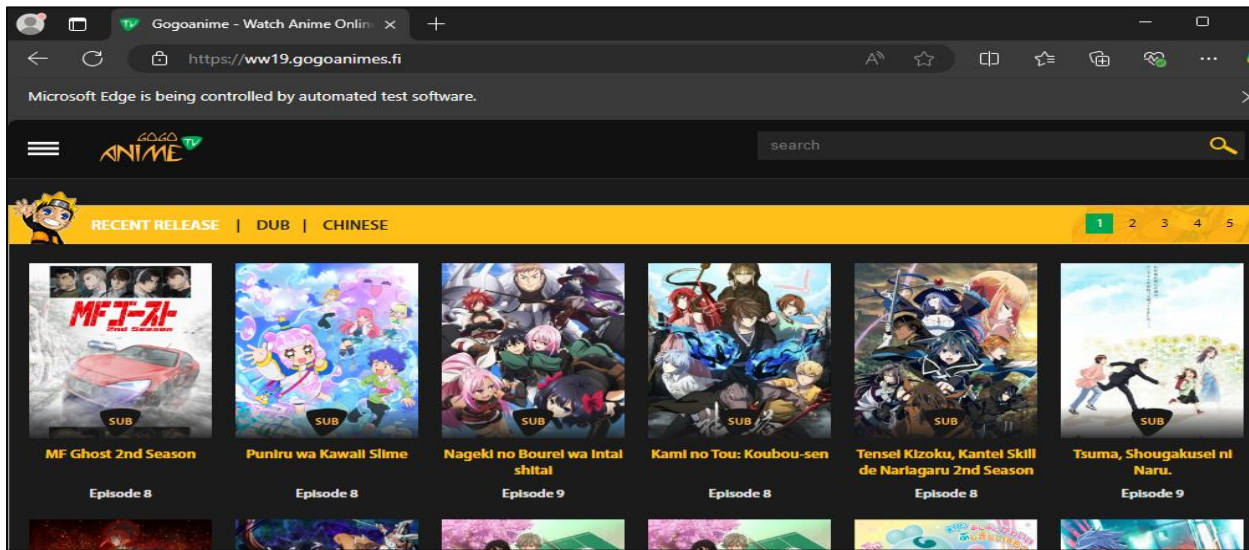 Gogoanime - Watch Anime Onlin
https://ww19.gogoanimes.fi
Microsoft Edge is being controlled by automated test software.
GOGO
ANIME TV
search
RECENT RELEASE | DUB | CHINESE
1 2 3 4 5
MFゴースト
2nd Season
SUB SUB SUB SUB SUB SUB
MF Ghost 2nd Season
Puniru wa Kawaii Slime
Nageki no Bourei wa Intai
shitai
Kami no Tou: Koubou-sen
Tensei Kizoku, Kantei Skill
de Nariagaru 2nd Season
Tsuma, Shougakusei ni
Naru.
Episode 8
Episode 8
Episode 9
Episode 8
Episode 8
Episode 9